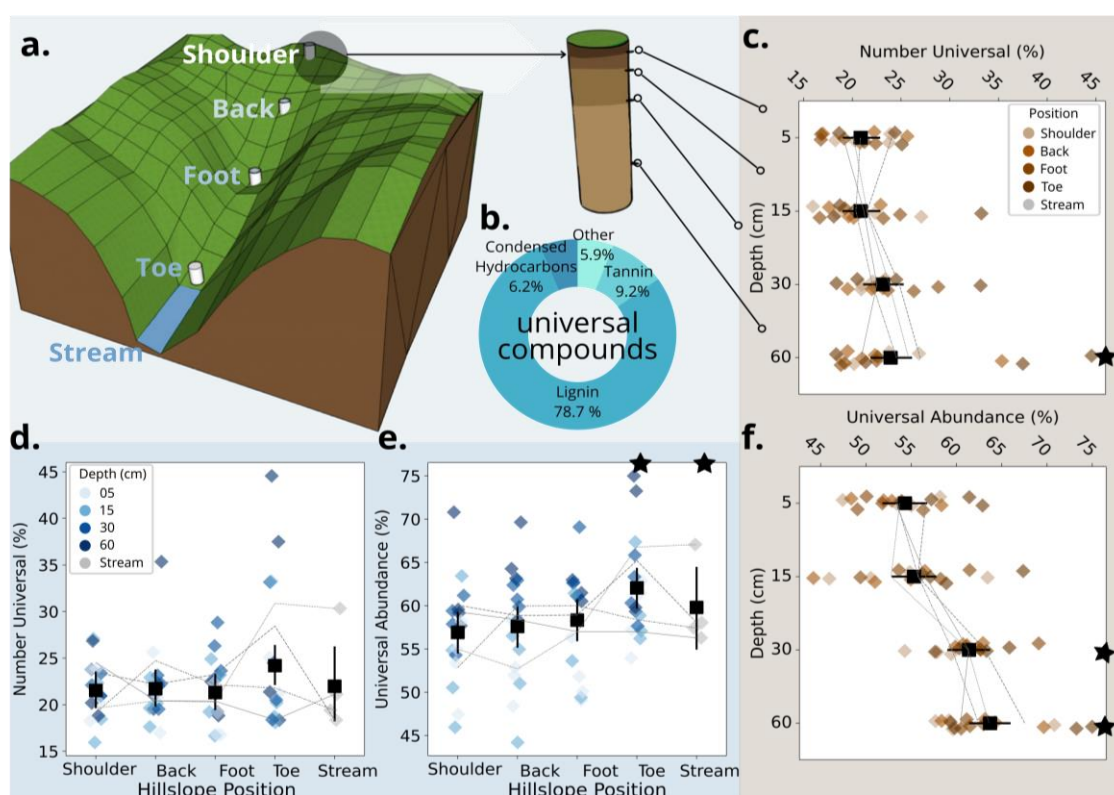 a.
Shoulder
Back
Foot
Toe
Stream
b.
Condensed
Hydrocarbons
6.2%
Other
5.9%
Tannin
9.2%
universal
compounds
Lignin
78.7 %
c.
Number Universal (%)
15 20 25 30 35 40 45
Position
Shoulder
Back
Foot
Toe
Stream
5
15
30
60
Depth (cm)
d.
Number Universal (%)
45
40
35
30
25
20
15
Depth (cm)
05
15
30
60
Stream
Shoulder Back Foot Toe Stream
Hillslope Position
e.
Universal Abundance (%)
75
70
65
60
55
50
45
Shoulder Back Foot Toe Stream
Hillslope Position
f.
Universal Abundance (%)
45 50 55 60 65 70 75
5
15
30
60
Depth (cm)